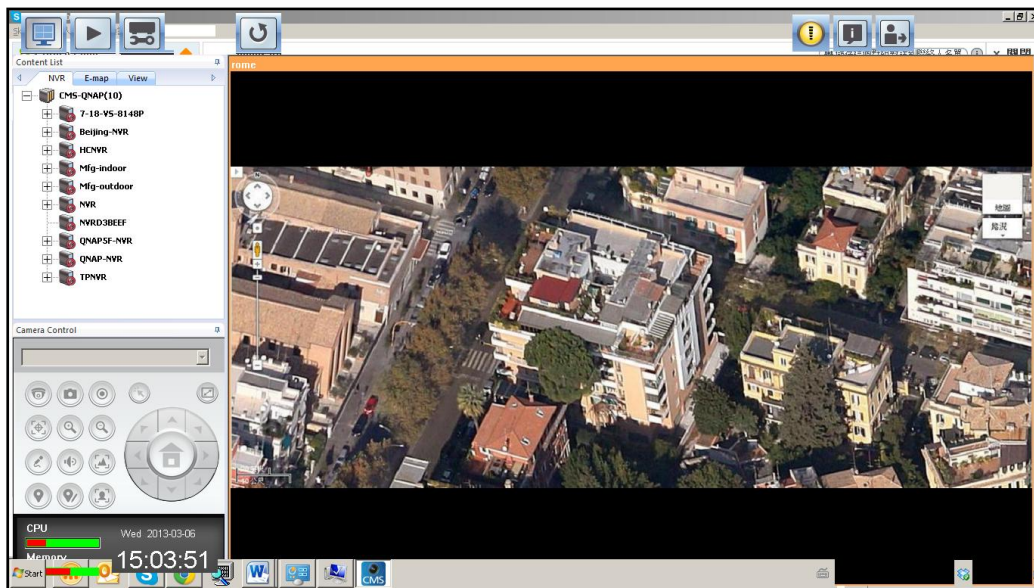 Content List
rome
NVR E-map View
CMS-QNAP(10)
7-18-VS-8148P
Beijing-NVR
HCNVR
Mfg-indoor
Mfg-outdoor
NVR
NVRD3BEEF
QNAP5F-NVR
QNAP-NVR
TPNVR
地圖
路況
Camera Control
CPU
Wed 2013-03-06
Memory
15:03:51
Start
CMS